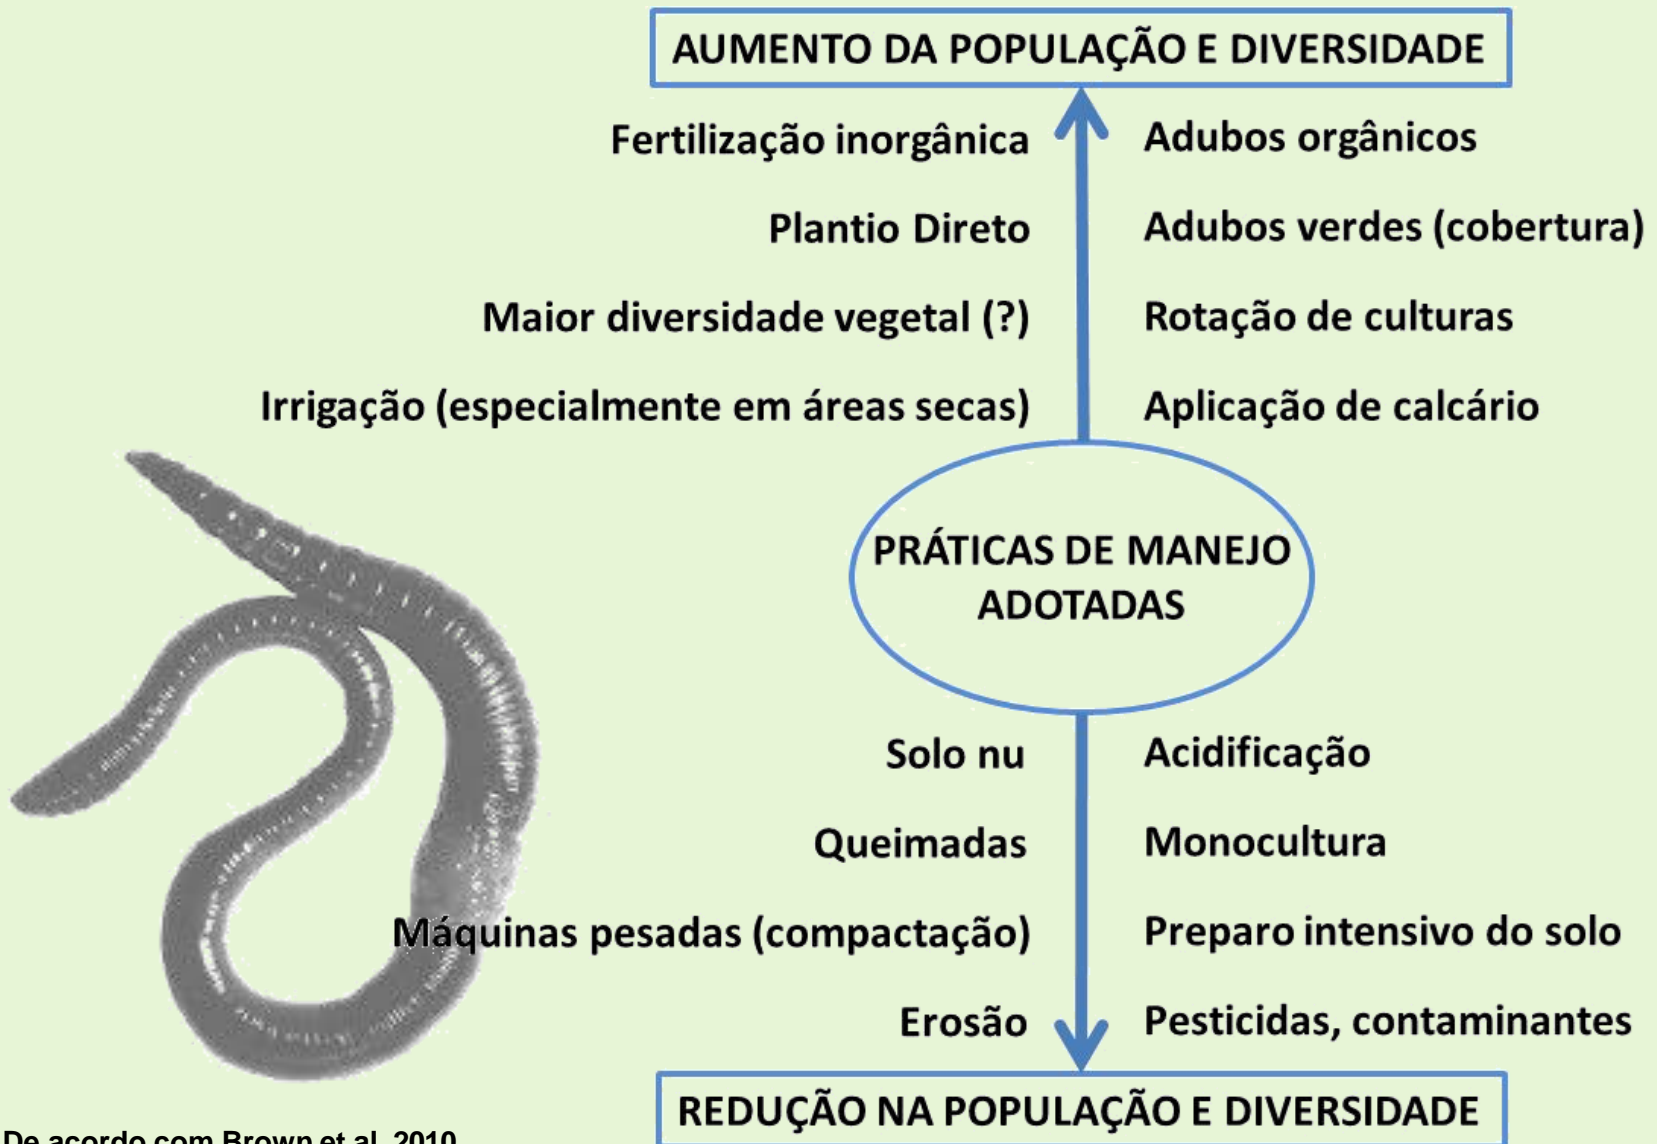 AUMENTO DA POPULAÇÃO E DIVERSIDADE
Fertilização inorgânica
Adubos orgânicos
Plantio Direto
Adubos verdes (cobertura)
Maior diversidade vegetal (?)
Rotação de culturas
Irrigação (especialmente em áreas secas)
Aplicação de calcário
PRÁTICAS DE MANEJO
ADOTADAS
Solo nu
Acidificação
Queimadas
Monocultura
Máquinas pesadas (compactação)
Preparo intensivo do solo
Erosão
Pesticidas, contaminantes
REDUÇÃO NA POPULAÇÃO E DIVERSIDADE
De acordo com Brown et al. 2010